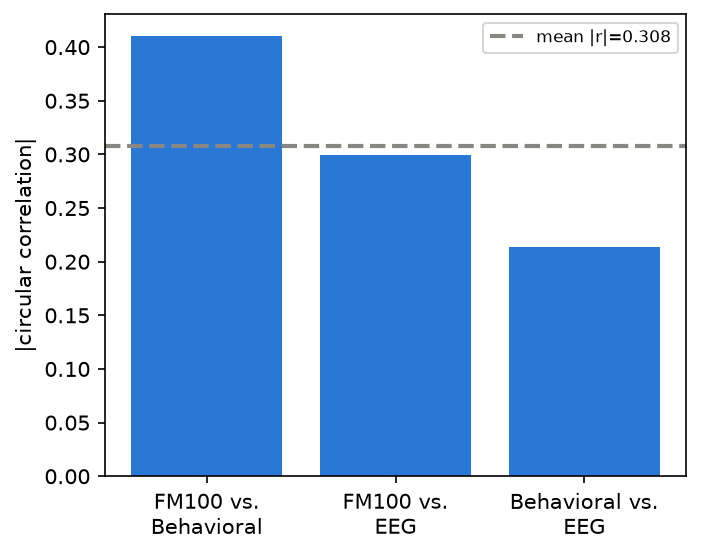 mean |r|=0.308
|circular correlation|
0.40
0.35
0.30
0.25
0.20
0.15
0.10
0.05
0.00
FM100 vs.
Behavioral
FM100 vs.
EEG
Behavioral vs.
EEG